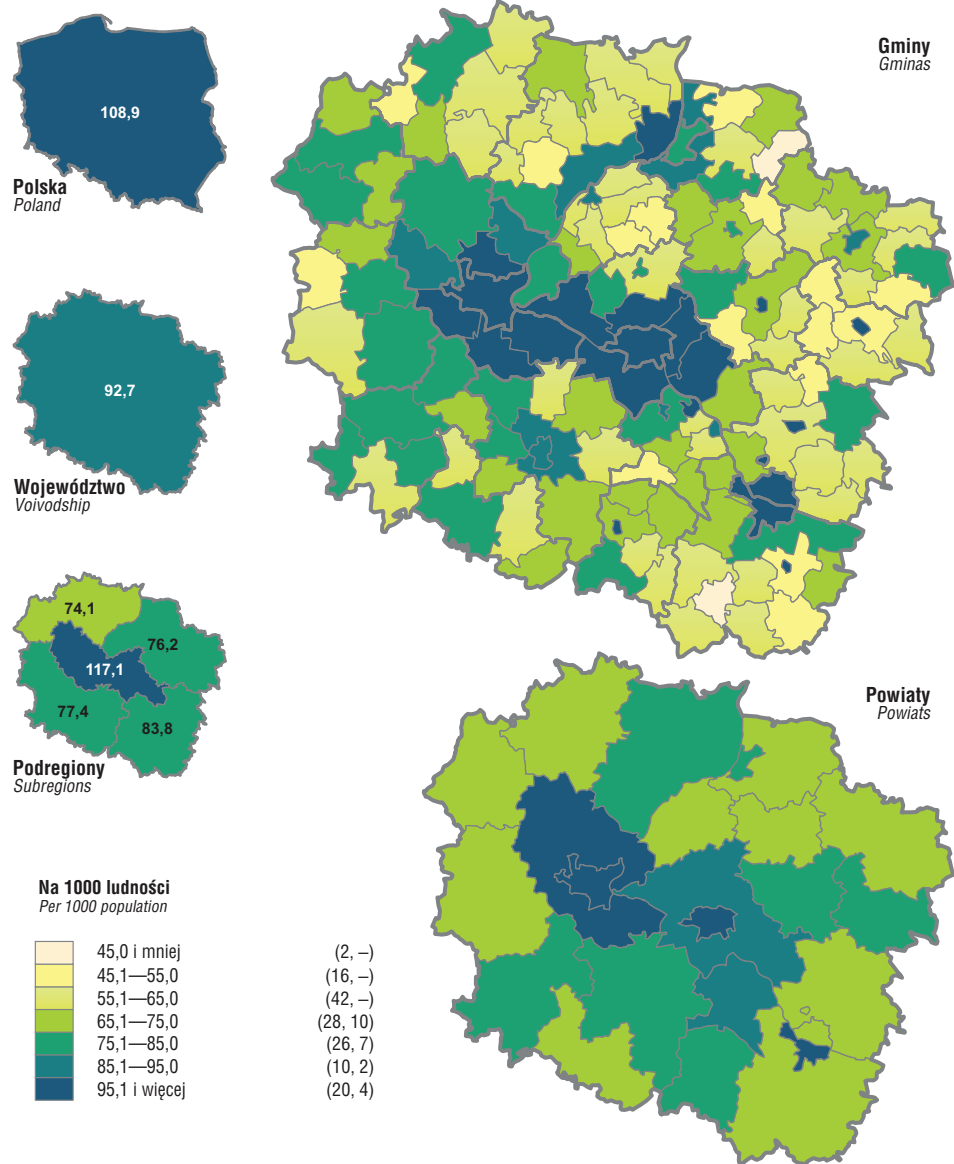 108,9
Polska
Poland
92,7
Województwo
Voivodship
74,1
76,2
117,1
77,4
83,8
Podregiony
Subregions
Gminy
Gminas
Powiaty
Powiats
Na 1000 ludności
Per 1000 population
45,0 i mniej (2, –)
45,1—55,0 (16, –)
55,1—65,0 (42, –)
65,1—75,0 (28, 10)
75,1—85,0 (26, 7)
85,1—95,0 (10, 2)
95,1 i więcej (20, 4)